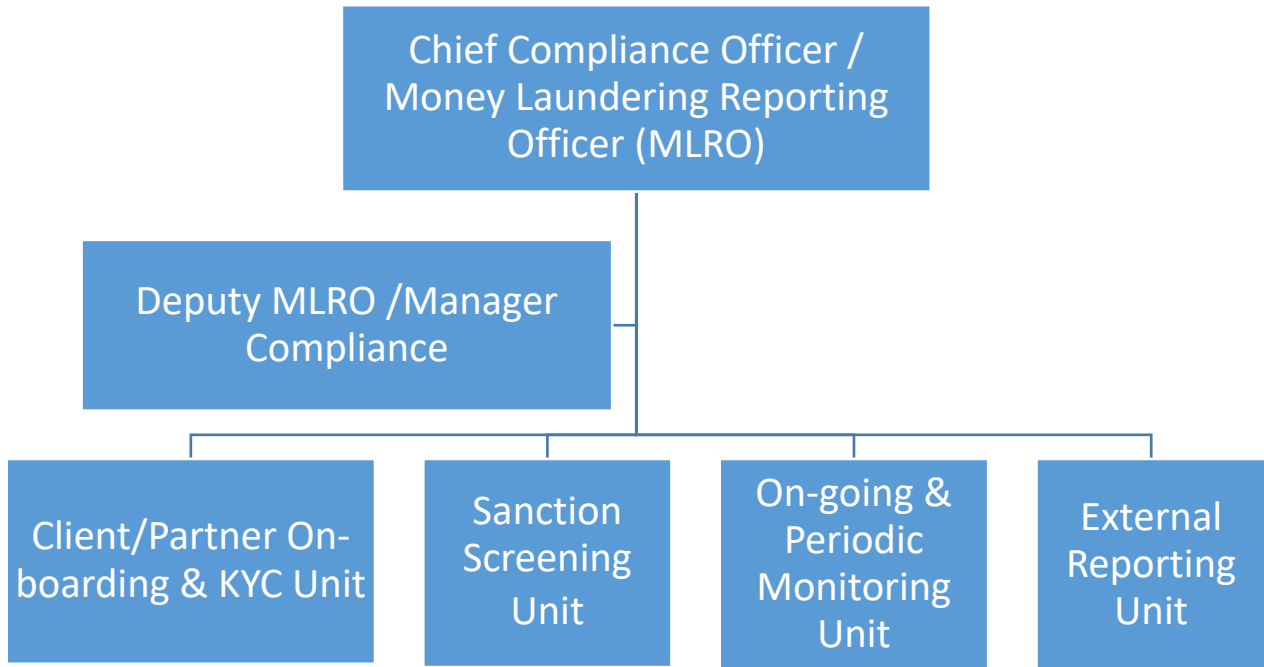 Chief Compliance Officer /
Money Laundering Reporting
Officer (MLRO)
Deputy MLRO /Manager
Compliance
Client/Partner On-
boarding & KYC Unit
Sanction
Screening
Unit
On-going &
Periodic
Monitoring
Unit
External
Reporting
Unit